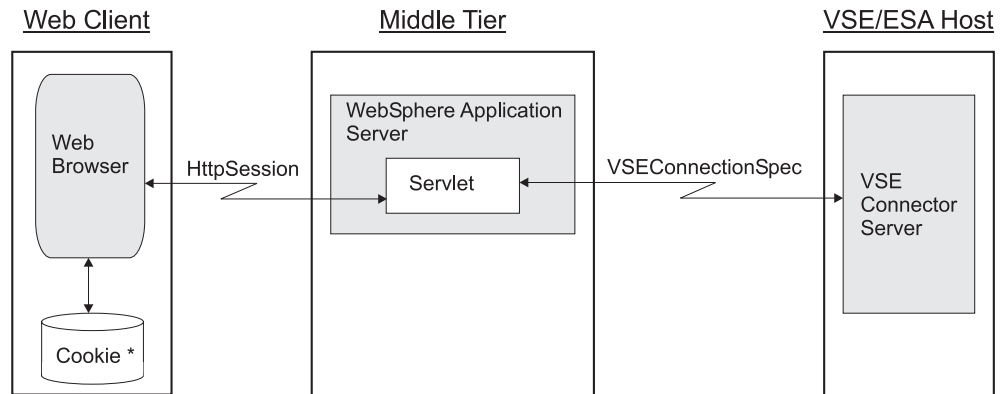 Web Client
Middle Tier
VSE/ESA Host
WebSphere Application
Server
Web
Browser
HttpSession
Servlet
VSEConnectionSpec
VSE
Connector
Server
Cookie *